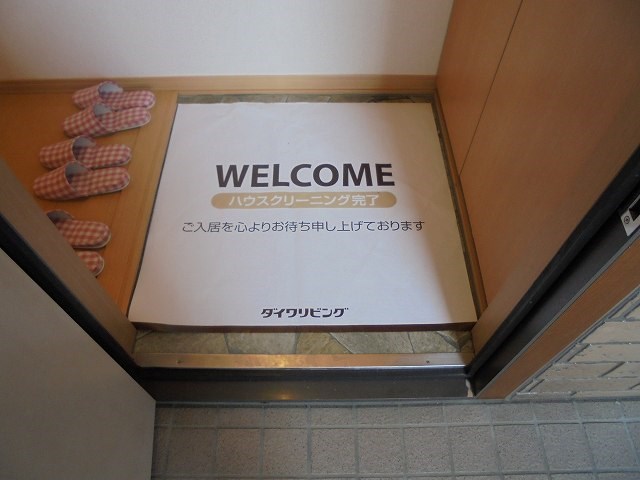 WELCOME
ハウスクリーニング完了
ご入居を心よりお待ち申し上げております
ダイワリビング